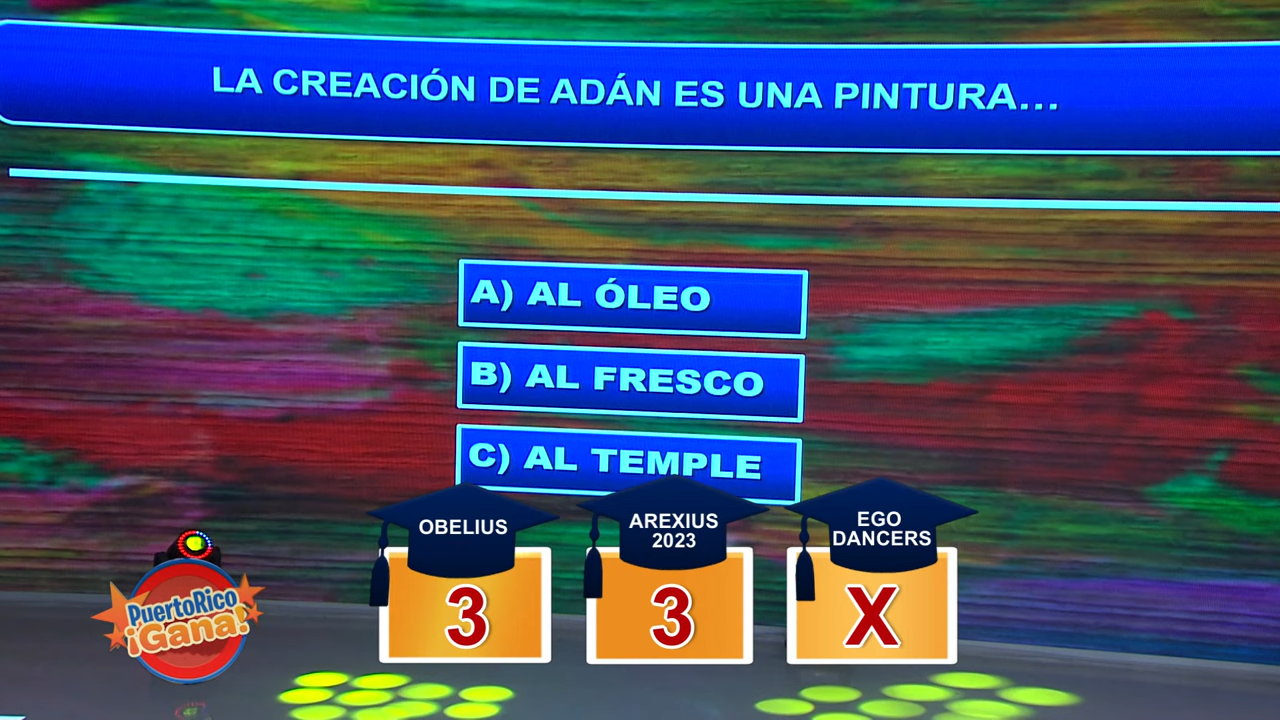 LA CREACIÓN DE ADÁN ES UNA PINTURA...
A) AL ÓLEO
B) AL FRESCO
C) AL TEMPLE
OBELIUS
AREXIUS
2023
EGO
DANCERS
3
3
X
PuertoRico
¡Gana!